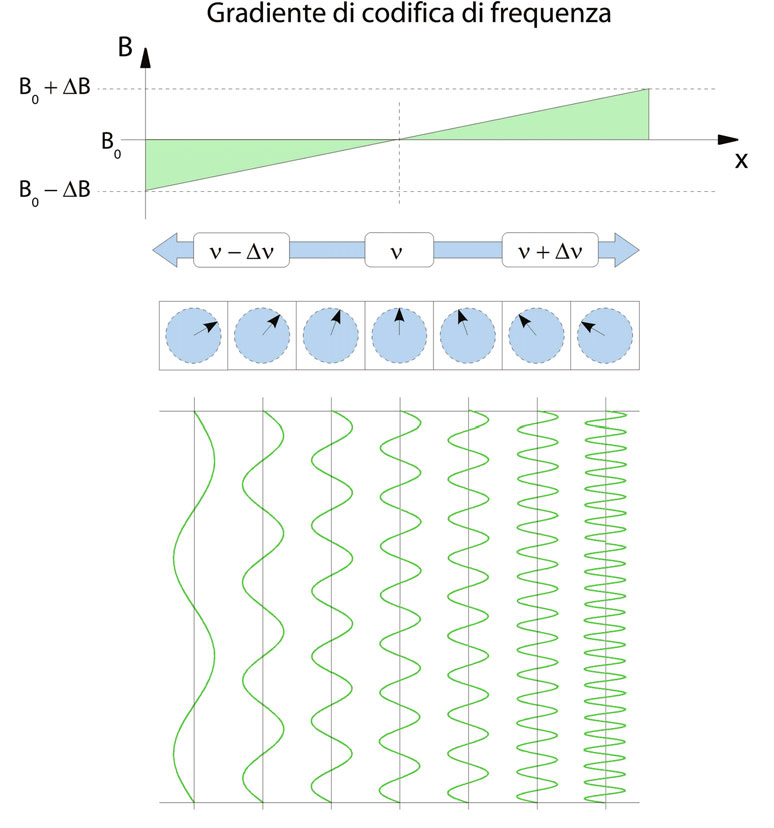 Gradiente di codifica di frequenza
B
B₀ + ΔB
B₀
x
B₀ − ΔB
ν − Δν
ν
ν + Δν